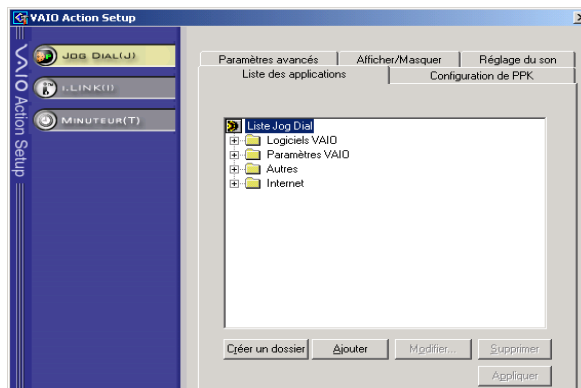 VAIO Action Setup
JOG DIAL(J)
i.LINK(I)
MINUTEUR(T)
VAIO Action Setup
Paramètres avancés
Afficher/Masquer
Réglage du son
Liste des applications
Configuration de PPK
Liste Jog Dial
Logiciels VAIO
Paramètres VAIO
Autres
Internet
Créer un dossier
Ajouter
Modifier...
Supprimer
Appliquer